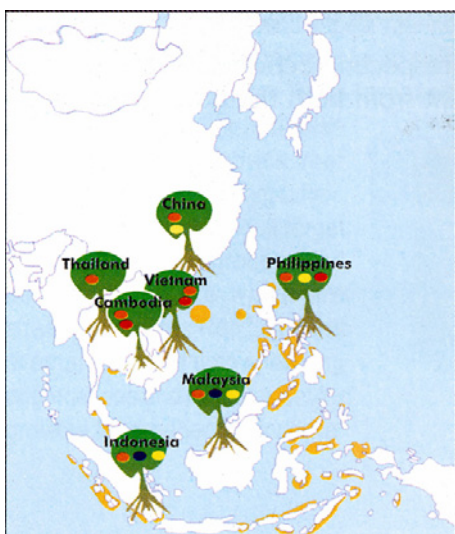 China
Thailand
Vietnam
Philippines
Cambodia
Malaysia
Indonesia